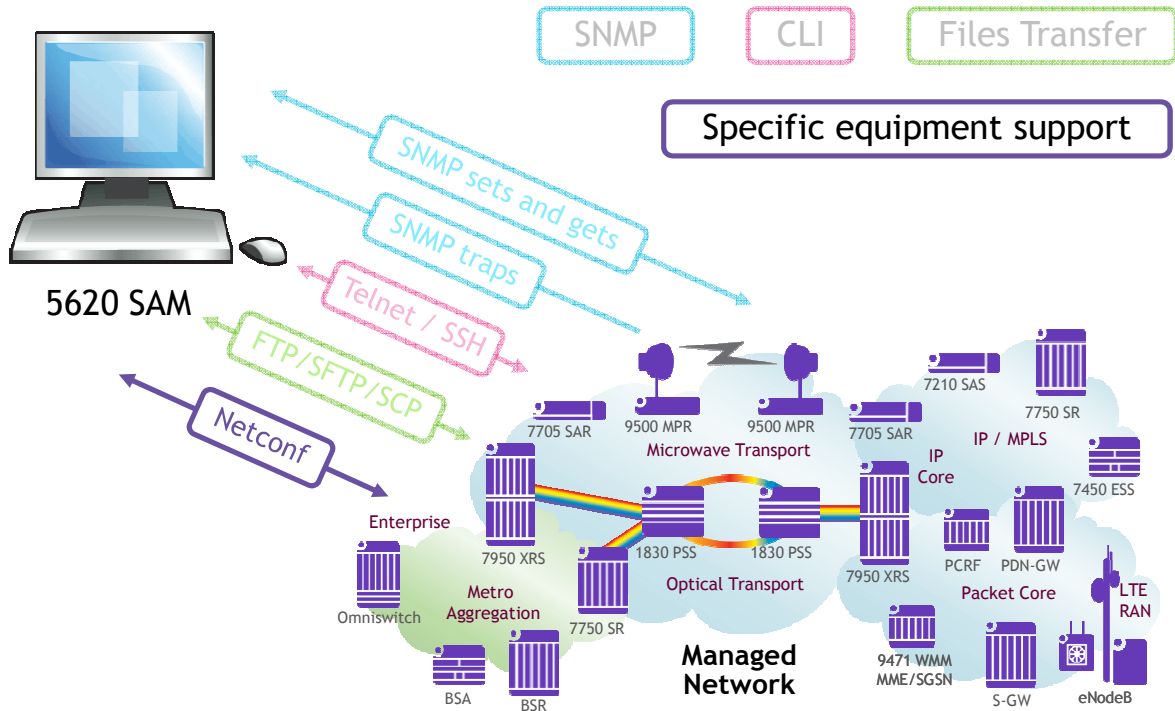 SNMP
CLI
Files Transfer
Specific equipment support
SNMP sets and gets
SNMP traps
Telnet / SSH
FTP/SFTP/SCP
Netconf
5620 SAM
7210 SAS
7750 SR
7705 SAR
9500 MPR
9500 MPR
7705 SAR
IP / MPLS
Microwave Transport
IP
Core
7450 ESS
Enterprise
7950 XRS
1830 PSS
1830 PSS
7950 XRS
PCRF
PDN-GW
Optical Transport
Metro
Aggregation
Packet Core
LTE
RAN
Omniswitch
7750 SR
Managed
Network
9471 WMM
MME/SGSN
BSA
BSR
S-GW
eNodeB